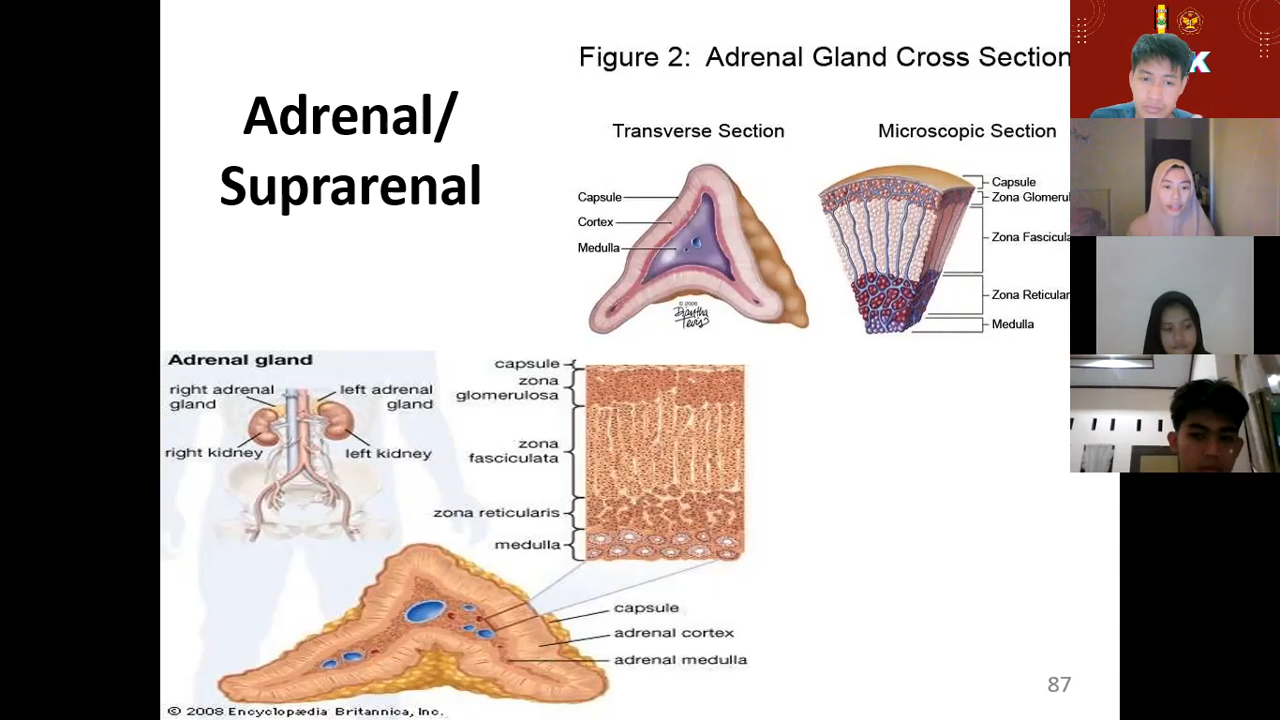 Adrenal/
Suprarenal
Figure 2: Adrenal Gland Cross Section
Transverse Section
Capsule
Cortex
Medulla
© 2006
Microscopic Section
Capsule
Zona Glomerul
Zona Fascicula
Zona Reticular
Medulla
K
Adrenal gland
right adrenal
gland
left adrenal
gland
right kidney
left kidney
capsule
zona
glomerulosa
zona
fasciculata
zona reticularis
medulla
capsule
adrenal cortex
adrenal medulla
© 2008 Encyclopædia Britannica, Inc.
87